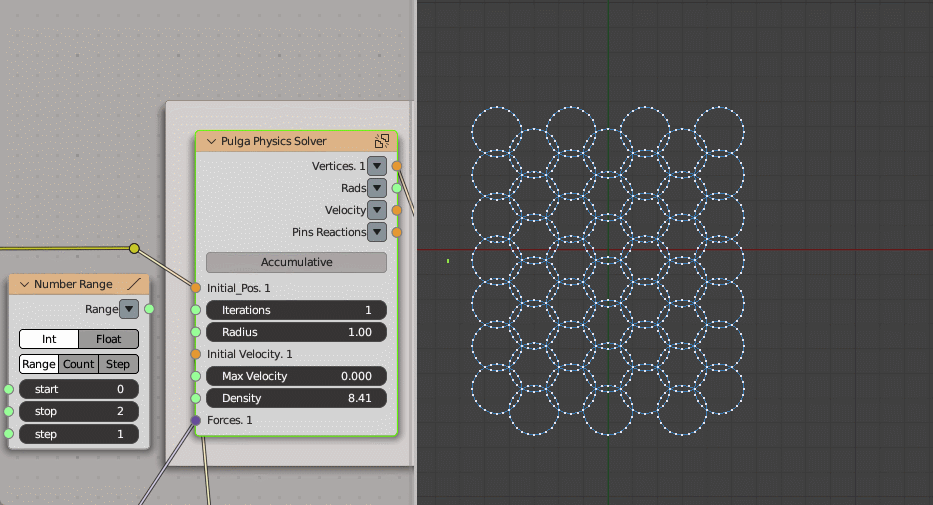 Pulga Physics Solver
Vertices. 1
Rads
Velocity
Pins Reactions
Accumulative
Initial_Pos. 1
Iterations 1
Radius 1.00
Initial Velocity. 1
Max Velocity 0.000
Density 8.41
Forces. 1
Number Range
Range
Int Float
Range Count Step
start 0
stop 2
step 1